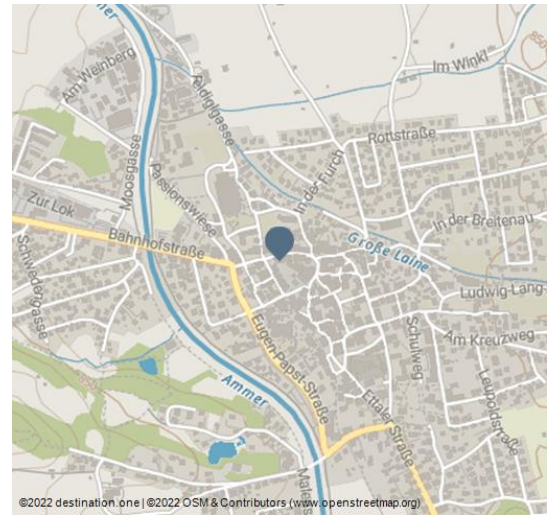 Ammer
Am Weinberg
Feldiglgasse
Im Winkl
850
Rottstraße
Moosgasse
Passionswiese
In der Furch
Zur Lok
In der Breitenau
Bahnhofstraße
Große Laine
Schwedengasse
Ludwig-Lang-
Am Kreuzweg
Schulweg
Eugen-Papst-Straße
Ammer
Ettaler Straße
Leupoldstraße
©2022 destination.one | ©2022 OSM & Contributors (www.openstreetmap.org)